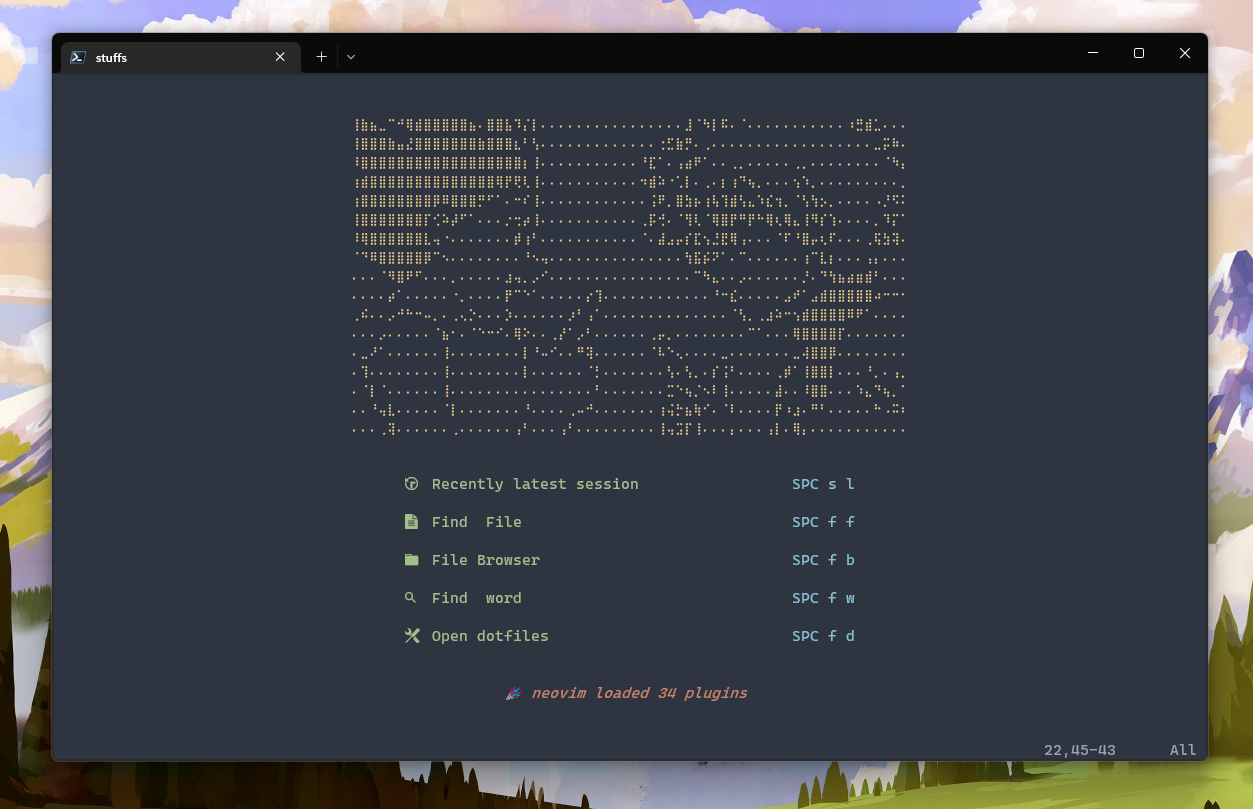 stuffs
Recently latest session SPC s l
Find  File SPC f f
File Browser SPC f b
Find  word SPC f w
Open dotfiles SPC f d
🎉 neovim loaded 34 plugins
22,45-43 All